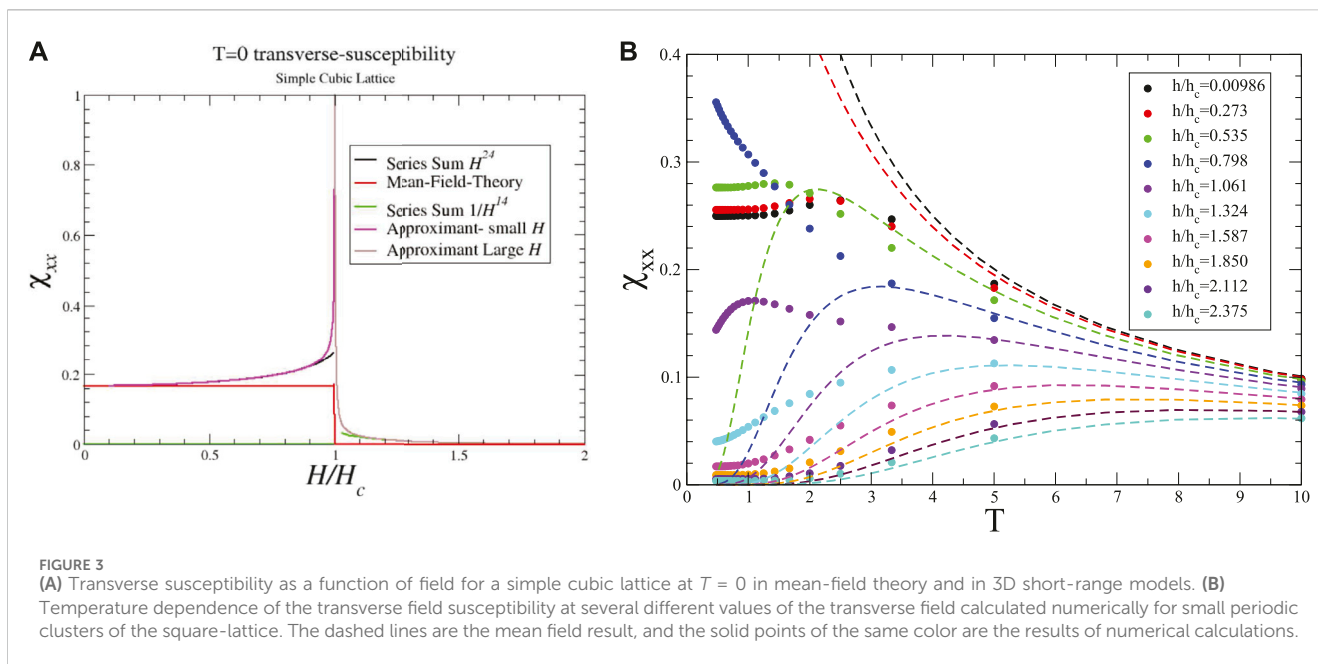 A
T=0 transverse-susceptibility
Simple Cubic Lattice
1
0.8
0.6
0.4
0.2
0
0
0.5
1
1.5
2
χxx
H/Hc
Series Sum H^24
Mean-Field-Theory
Series Sum 1/H^14
Approximant- small H
Approximant Large H
B
0.4
0.3
0.2
0.1
0
0
1
2
3
4
5
6
7
8
9
10
χxx
T
h/hc=0.00986
h/hc=0.273
h/hc=0.535
h/hc=0.798
h/hc=1.061
h/hc=1.324
h/hc=1.587
h/hc=1.850
h/hc=2.112
h/hc=2.375
FIGURE 3
(A) Transverse susceptibility as a function of field for a simple cubic lattice at T = 0 in mean-field theory and in 3D short-range models. (B)
Temperature dependence of the transverse field susceptibility at several different values of the transverse field calculated numerically for small periodic
clusters of the square-lattice. The dashed lines are the mean field result, and the solid points of the same color are the results of numerical calculations.